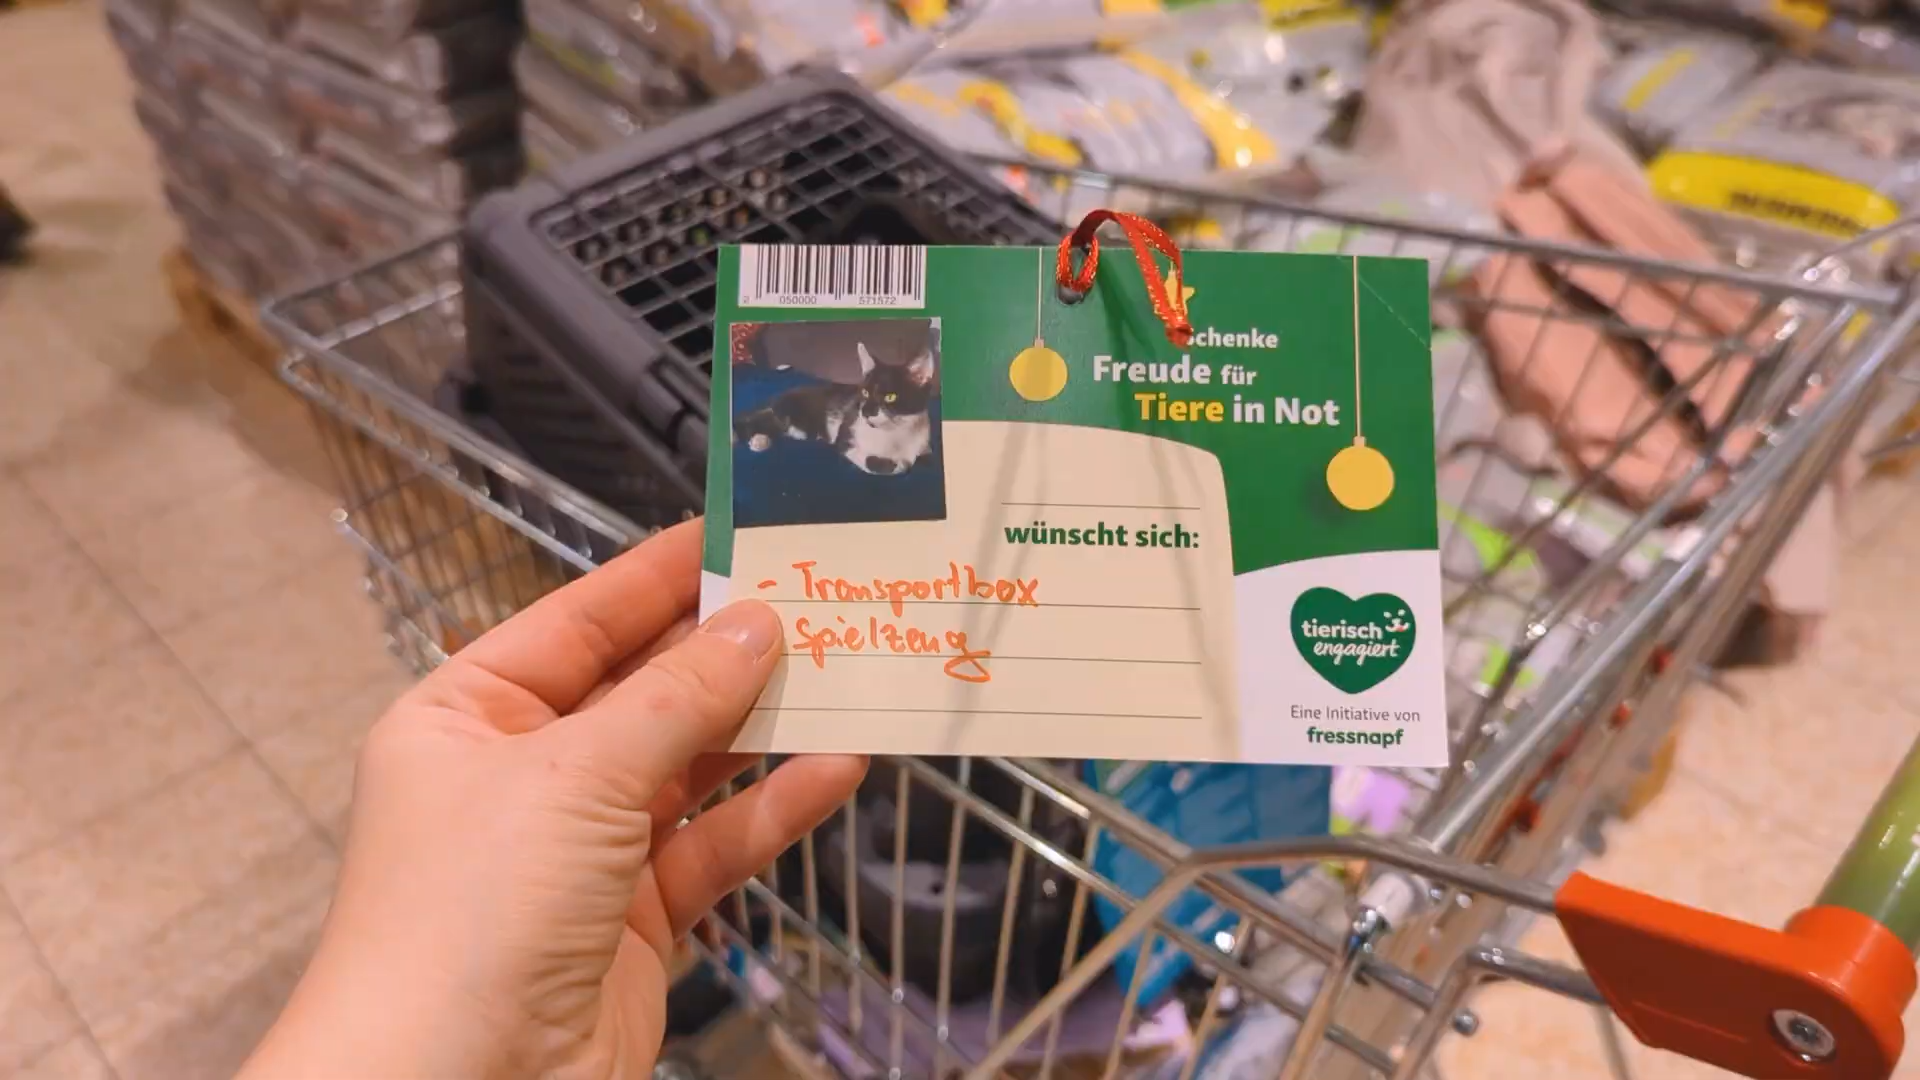 2 050000 571572
schenke
Freude für
Tiere in Not
wünscht sich:
- Transportbox
Spielzeug
tierisch
engagiert
Eine Initiative von
fressnapf